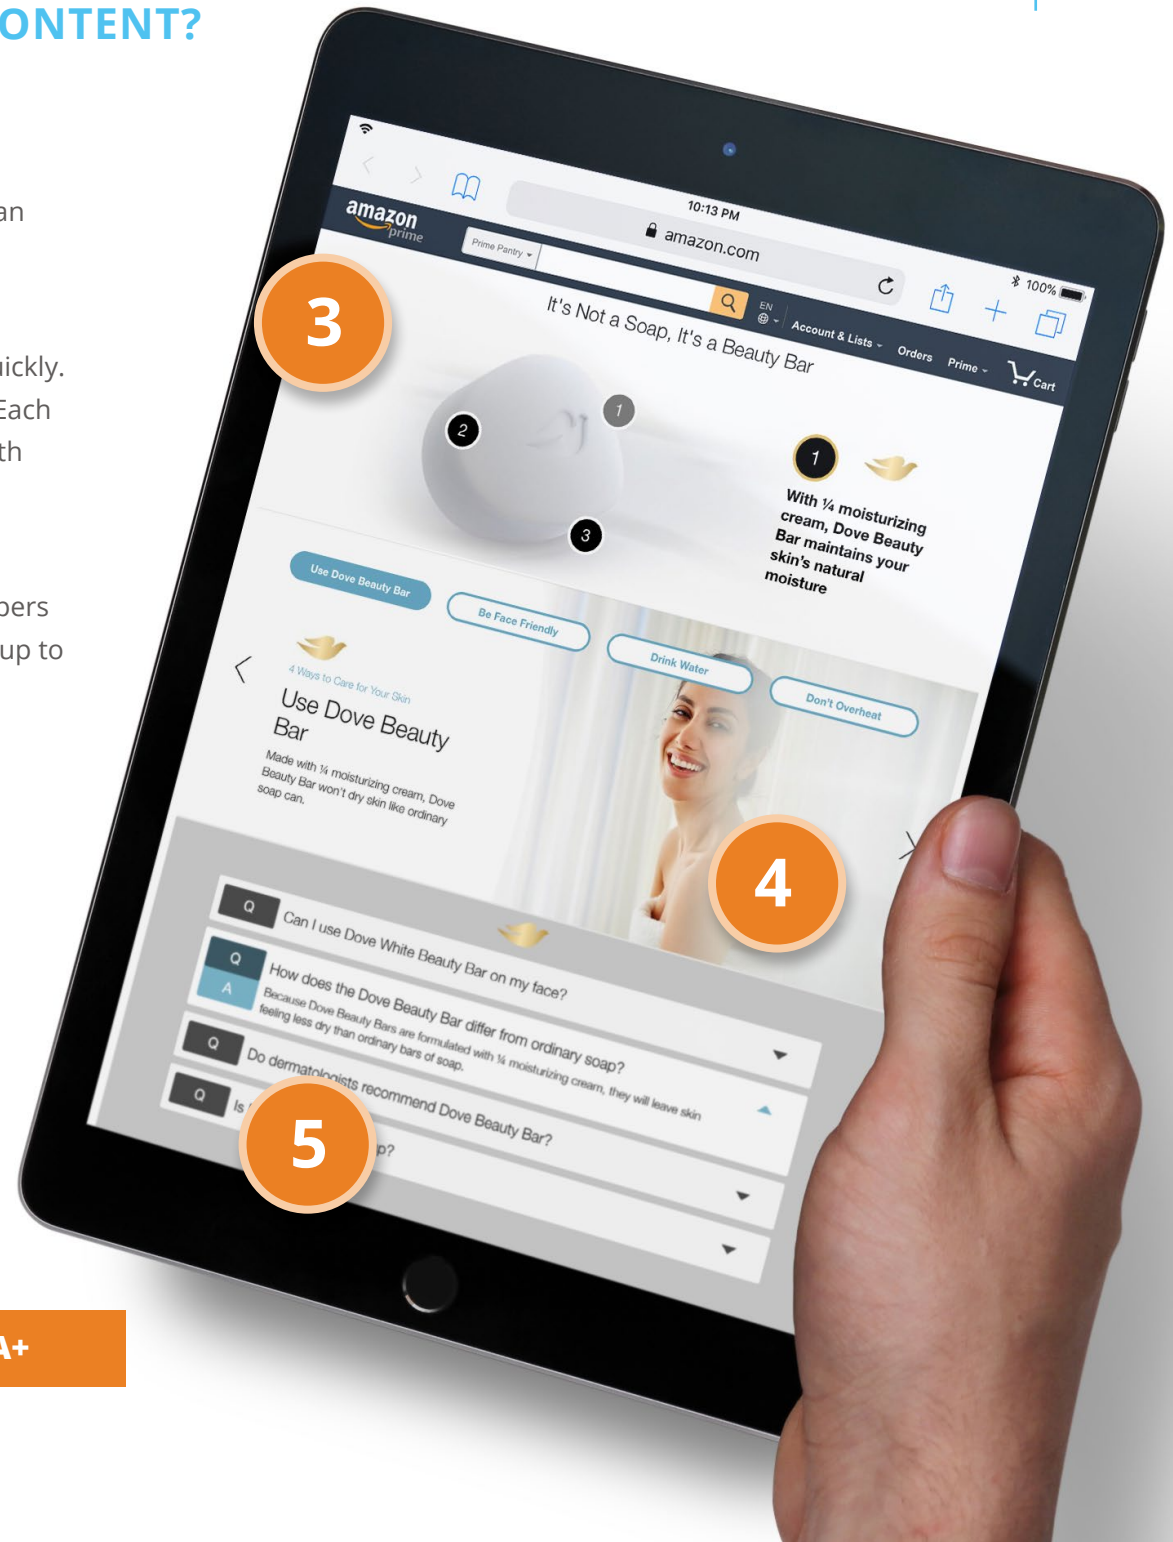 ONTENT?
an
uickly.
Each
th
pers
up to
A+
10:13 PM
100%
amazon.com
amazon
prime
Prime Pantry
EN
Account & Lists
Orders
Prime
Cart
3
It's Not a Soap, It's a Beauty Bar
1
2
3
1
With ¼ moisturizing
cream, Dove Beauty
Bar maintains your
skin's natural
moisture
Use Dove Beauty Bar
Be Face Friendly
Drink Water
Don't Overheat
4 Ways to Care for Your Skin
Use Dove Beauty
Bar
Made with ¼ moisturizing cream, Dove
Beauty Bar won't dry skin like ordinary
soap can.
4
Q
Can I use Dove White Beauty Bar on my face?
Q
How does the Dove Beauty Bar differ from ordinary soap?
A
Because Dove Beauty Bars are formulated with ¼ moisturizing cream, they will leave skin
feeling less dry than ordinary bars of soap.
Q
Do dermatologists recommend Dove Beauty Bar?
Q
Is
p?
5